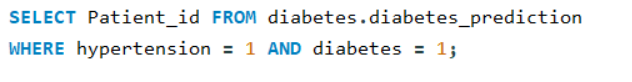 SELECT Patient_id FROM diabetes.diabetes_prediction
WHERE hypertension = 1 AND diabetes = 1;